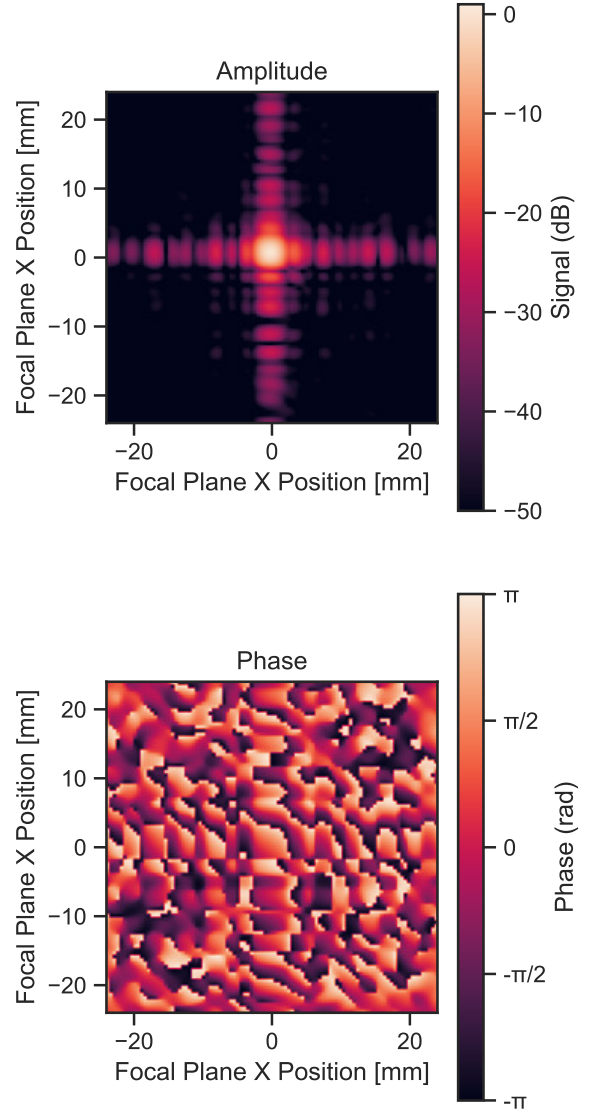 Amplitude
Focal Plane X Position [mm]
20
10
0
−10
−20
−20 0 20
Focal Plane X Position [mm]
0
−10
−20
−30
−40
−50
Signal (dB)
Phase
Focal Plane X Position [mm]
20
10
0
−10
−20
−20 0 20
Focal Plane X Position [mm]
π
π/2
0
-π/2
-π
Phase (rad)